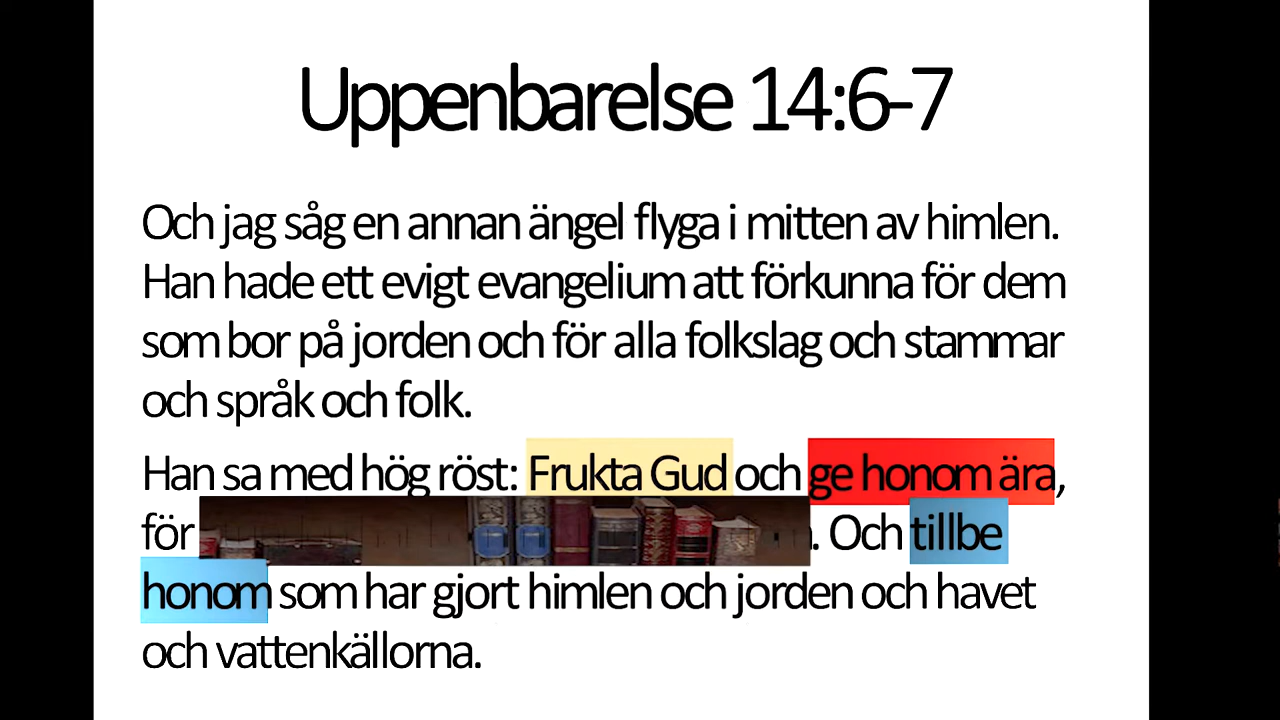 Uppenbarelse 14:6-7
Och jag såg en annan ängel flyga i mitten av himlen.
Han hade ett evigt evangelium att förkunna för dem
som bor på jorden och för alla folkslag och stammar
och språk och folk.
Han sa med hög röst: Frukta Gud och ge honom ära,
för . Och tillbe
honom som har gjort himlen och jorden och havet
och vattenkällorna.